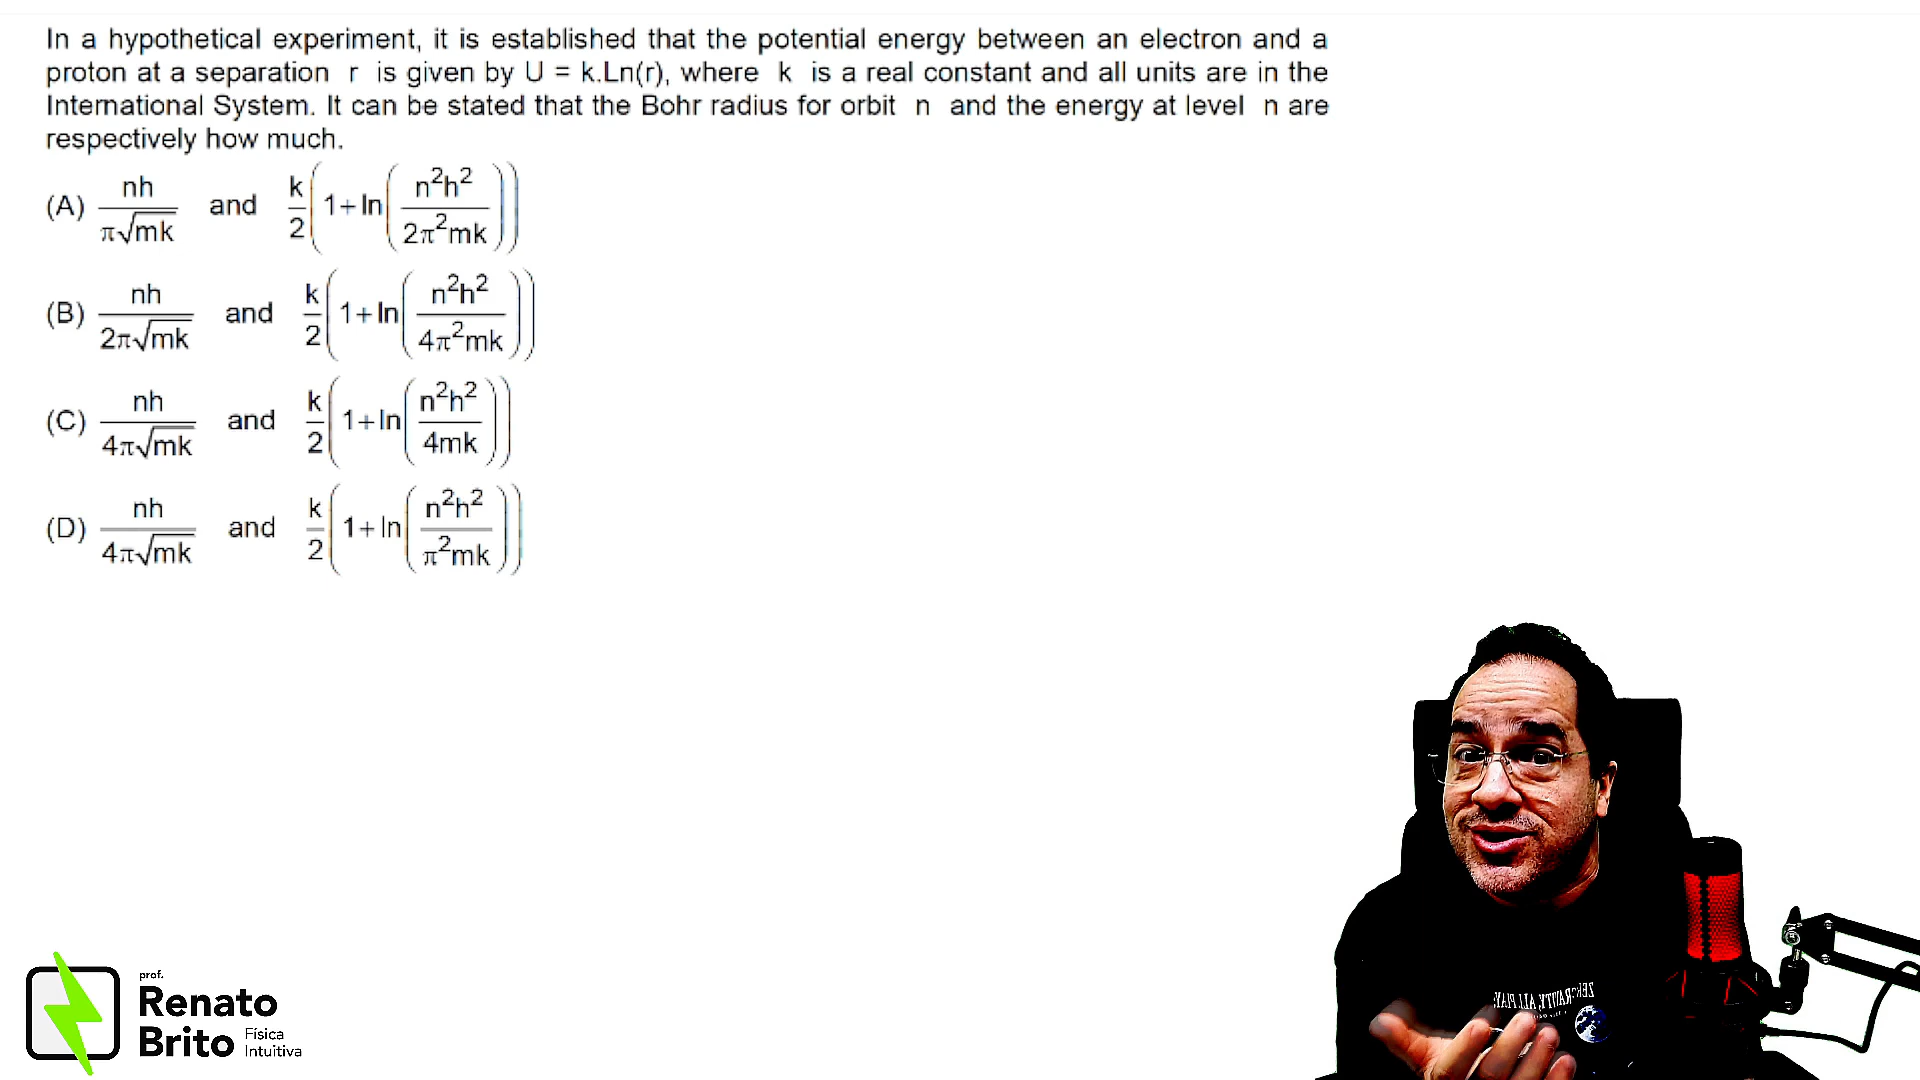 In a hypothetical experiment, it is established that the potential energy between an electron and a
proton at a separation r is given by U = k.Ln(r), where k is a real constant and all units are in the
International System. It can be stated that the Bohr radius for orbit n and the energy at level n are
respectively how much.
(A) nh/(π√mk) and k/2(1+ln(n²h²/(2π²mk)))
(B) nh/(2π√mk) and k/2(1+ln(n²h²/(4π²mk)))
(C) nh/(4π√mk) and k/2(1+ln(n²h²/(4mk)))
(D) nh/(4π√mk) and k/2(1+ln(n²h²/(π²mk)))
prof.
Renato
Brito Física
Intuitiva